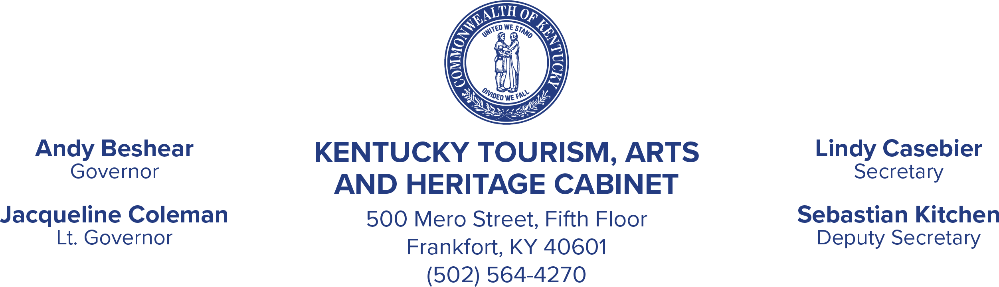 COMMONWEALTH OF KENTUCKY
UNITED WE STAND
DIVIDED WE FALL
Andy Beshear
Governor
Jacqueline Coleman
Lt. Governor
KENTUCKY TOURISM, ARTS
AND HERITAGE CABINET
500 Mero Street, Fifth Floor
Frankfort, KY 40601
(502) 564-4270
Lindy Casebier
Secretary
Sebastian Kitchen
Deputy Secretary